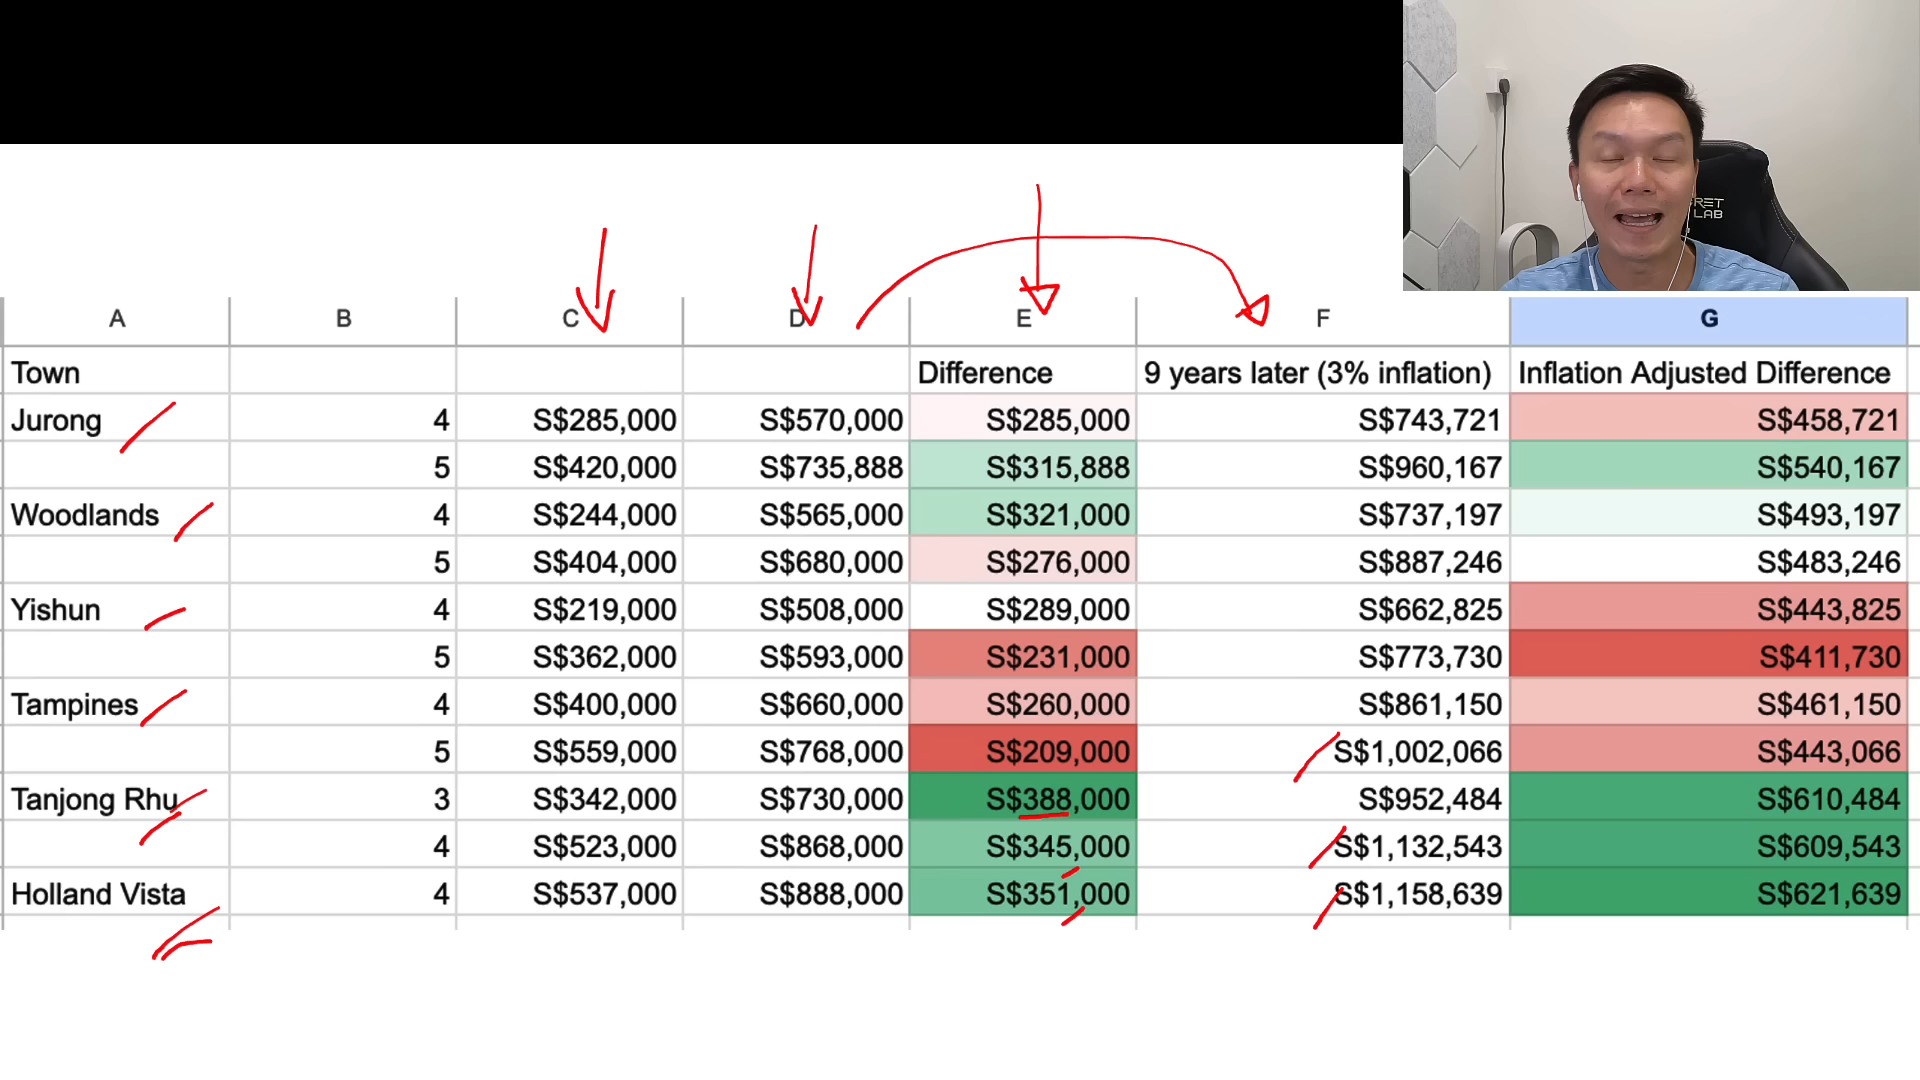 RET
LAB
A B C D E F G
Town Difference 9 years later (3% inflation) Inflation Adjusted Difference
Jurong 4 S$285,000 S$570,000 S$285,000 S$743,721 S$458,721
5 S$420,000 S$735,888 S$315,888 S$960,167 S$540,167
Woodlands 4 S$244,000 S$565,000 S$321,000 S$737,197 S$493,197
5 S$404,000 S$680,000 S$276,000 S$887,246 S$483,246
Yishun 4 S$219,000 S$508,000 S$289,000 S$662,825 S$443,825
5 S$362,000 S$593,000 S$231,000 S$773,730 S$411,730
Tampines 4 S$400,000 S$660,000 S$260,000 S$861,150 S$461,150
5 S$559,000 S$768,000 S$209,000 S$1,002,066 S$443,066
Tanjong Rhu 3 S$342,000 S$730,000 S$388,000 S$952,484 S$610,484
4 S$523,000 S$868,000 S$345,000 S$1,132,543 S$609,543
Holland Vista 4 S$537,000 S$888,000 S$351,000 S$1,158,639 S$621,639